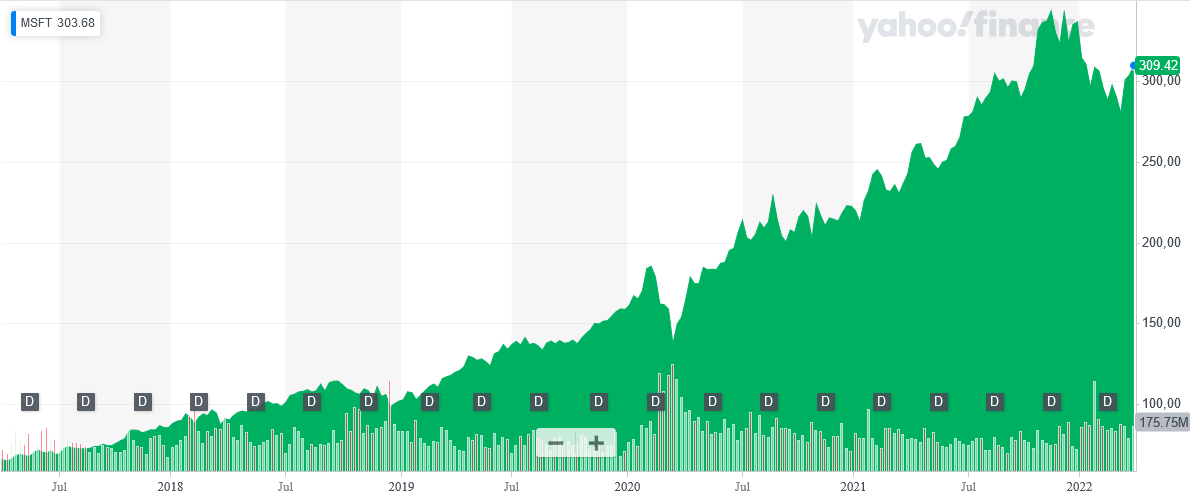 MSFT 303.68
yahoo!finance
309.42
300,00
250,00
200,00
150,00
100,00
D D D D D D D D D D D D D D D D D D D D
175.75M
− +
Jul 2018 Jul 2019 Jul 2020 Jul 2021 Jul 2022